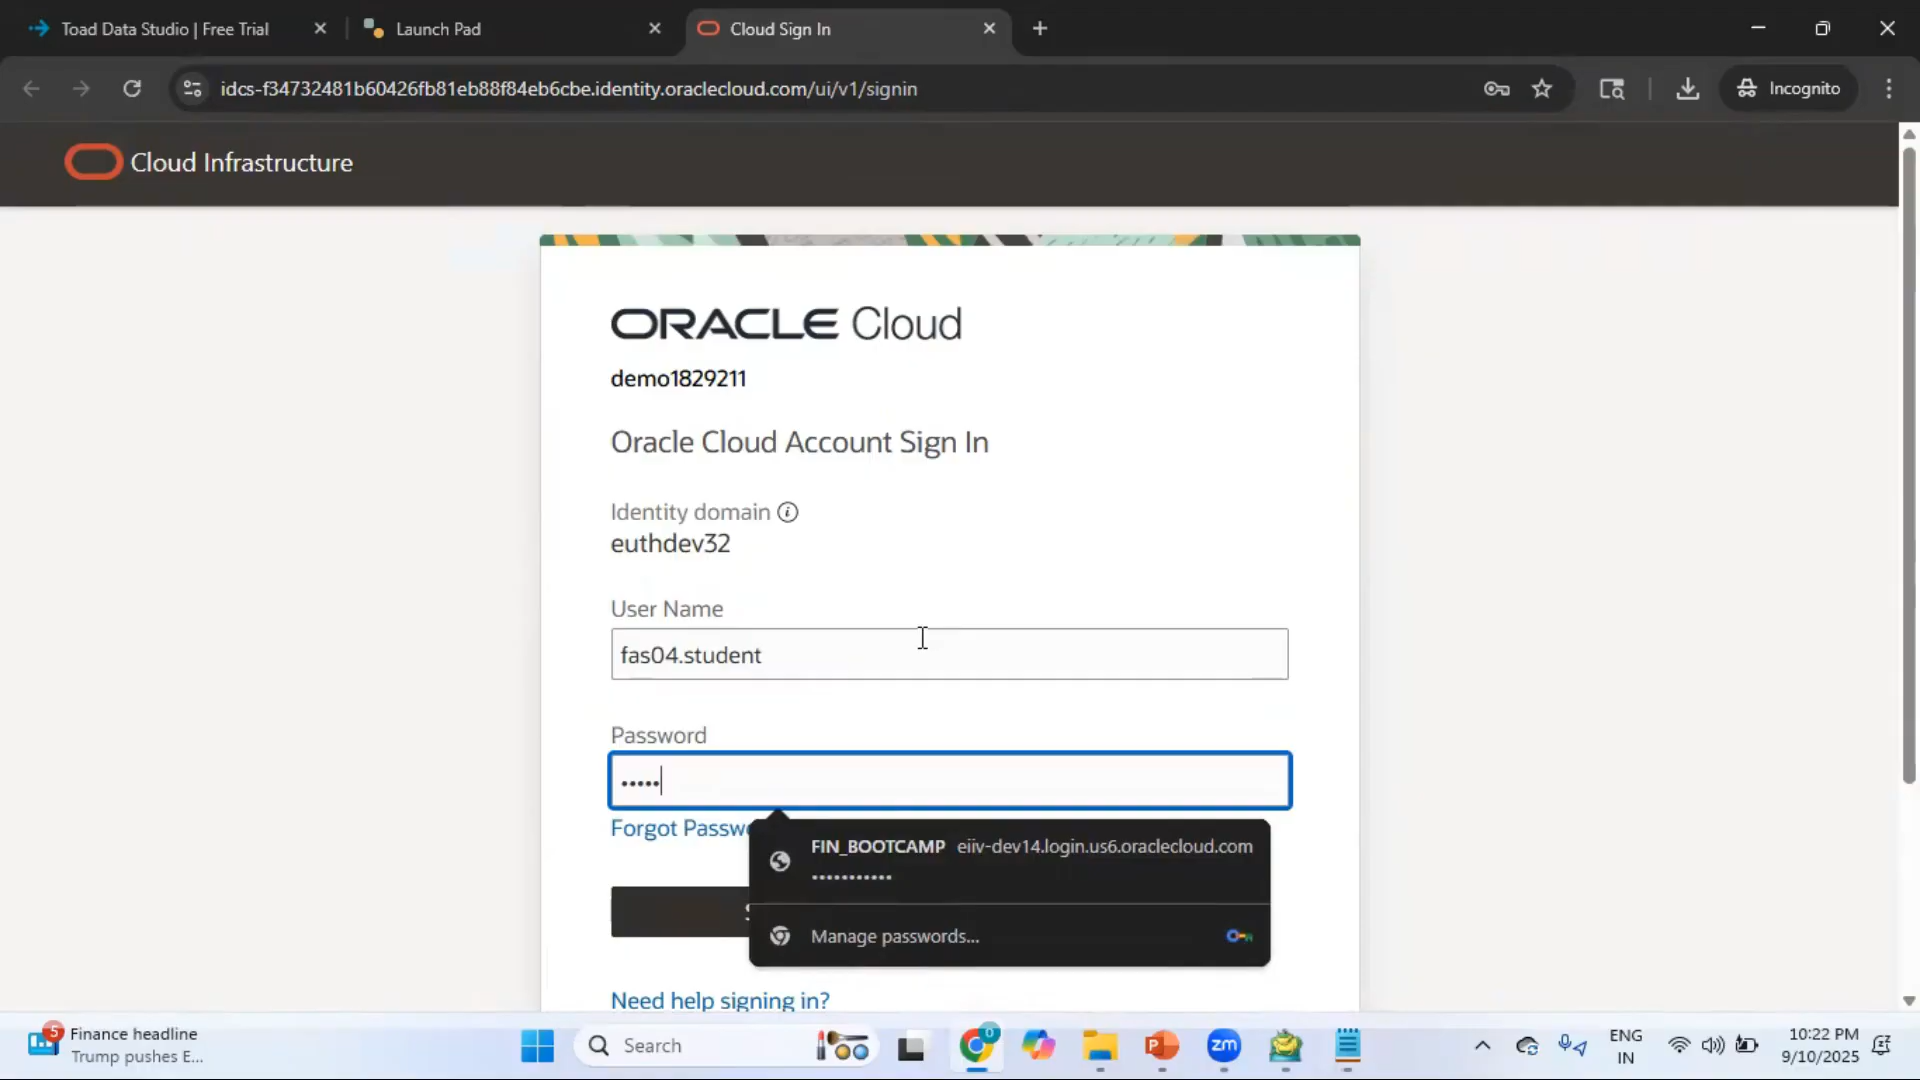 Toad Data Studio | Free Trial
Launch Pad
Cloud Sign In
idcs-f34732481b60426fb81eb88f84eb6cbe.identity.oraclecloud.com/ui/v1/signin
Incognito
Cloud Infrastructure
ORACLE Cloud
demo1829211
Oracle Cloud Account Sign In
Identity domain
euthdev32
User Name
fas04.student
Password
•••••
Forgot Passw
FIN_BOOTCAMP eiiv-dev14.login.us6.oraclecloud.com
•••••••••••
Manage passwords...
Need help signing in?
5
Finance headline
Trump pushes E...
Search
0
zm
ENG
IN
10:22 PM
9/10/2025